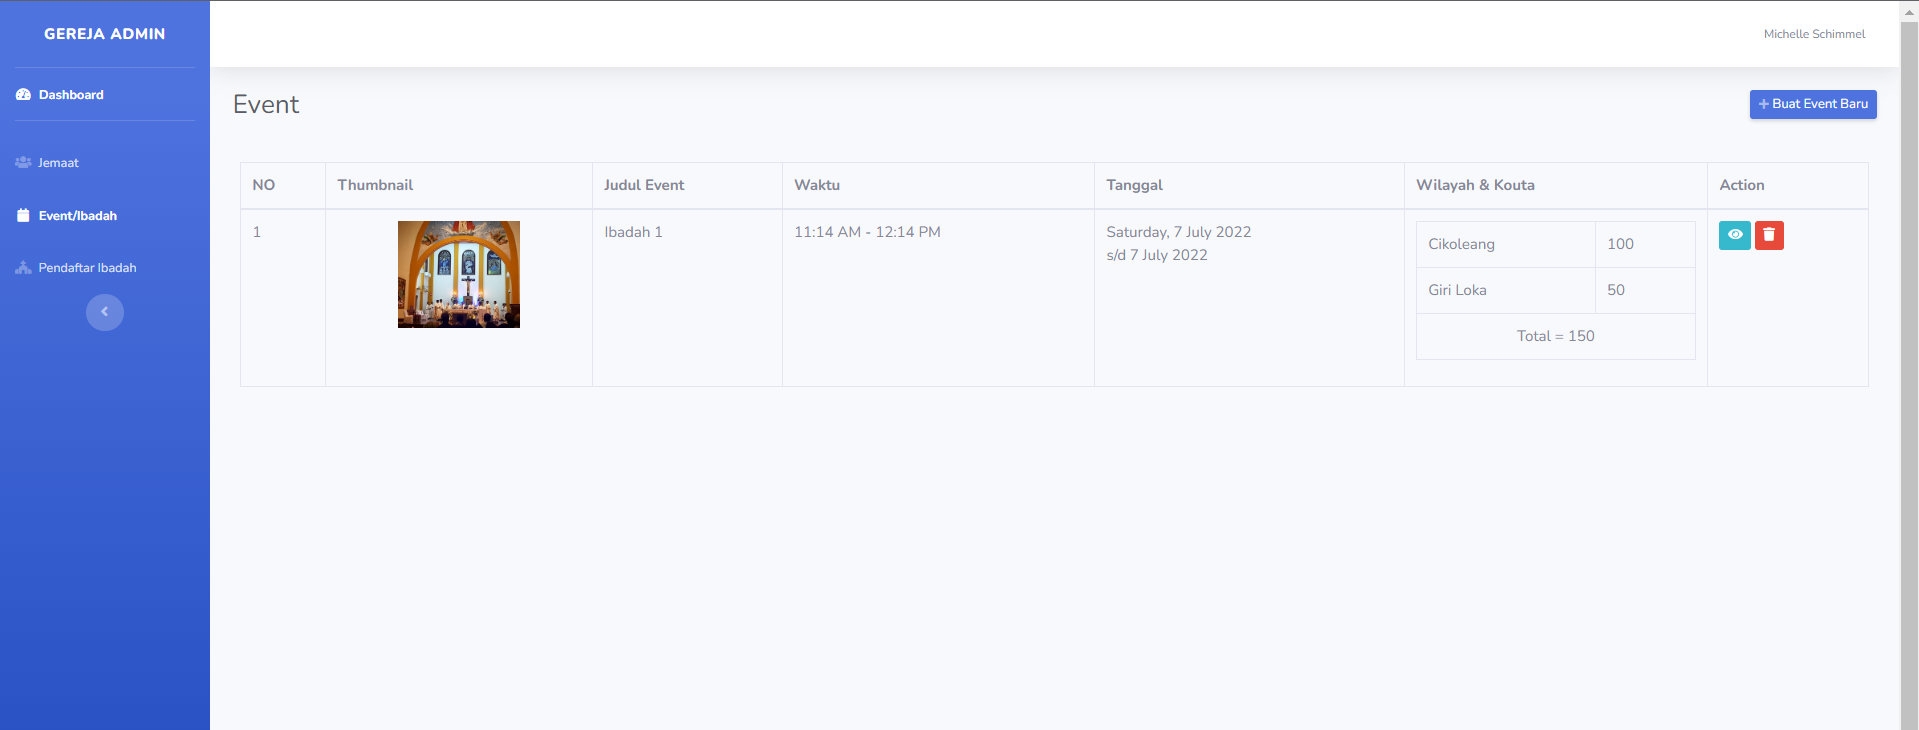 GEREJA ADMIN
Michelle Schimmel
Dashboard
Jemaat
Event/Ibadah
Pendaftar Ibadah
Event
+ Buat Event Baru
NO Thumbnail Judul Event Waktu Tanggal Wilayah & Kouta Action
1 Ibadah 1 11:14 AM - 12:14 PM Saturday, 7 July 2022
s/d 7 July 2022
Cikoleang 100
Giri Loka 50
Total = 150